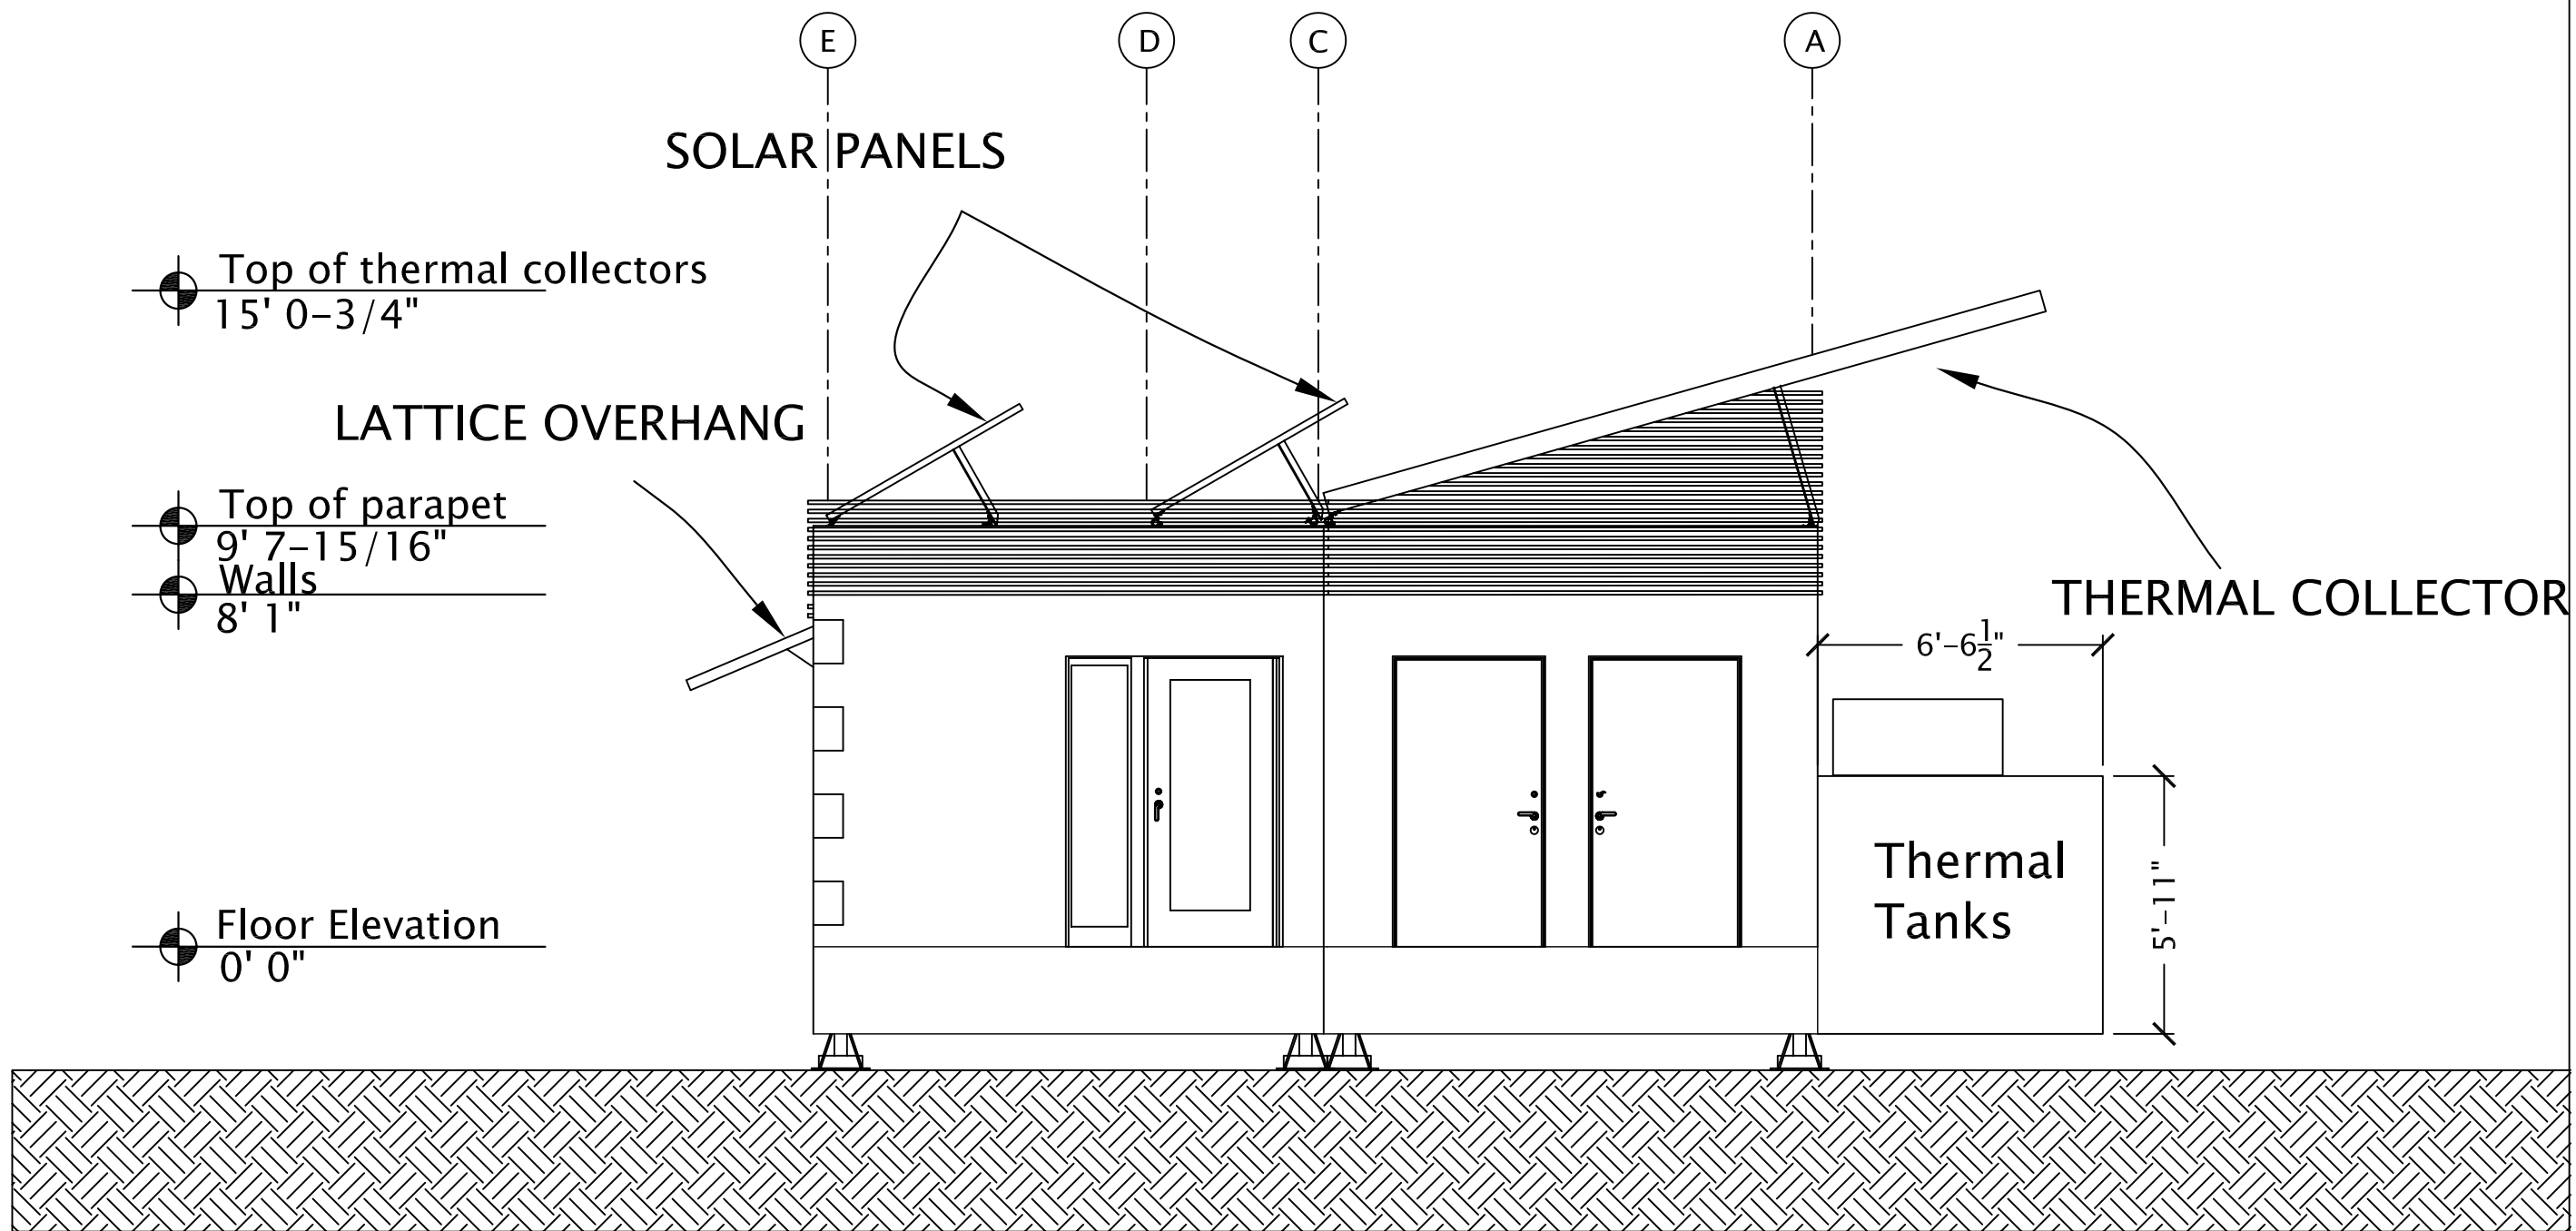 E D C A
SOLAR PANELS
Top of thermal collectors
15' 0-3/4"
LATTICE OVERHANG
Top of parapet
9' 7-15/16"
Walls
8' 1"
THERMAL COLLECTOR
6'-6 1/2"
Thermal
Tanks
5'-11"
Floor Elevation
0' 0"